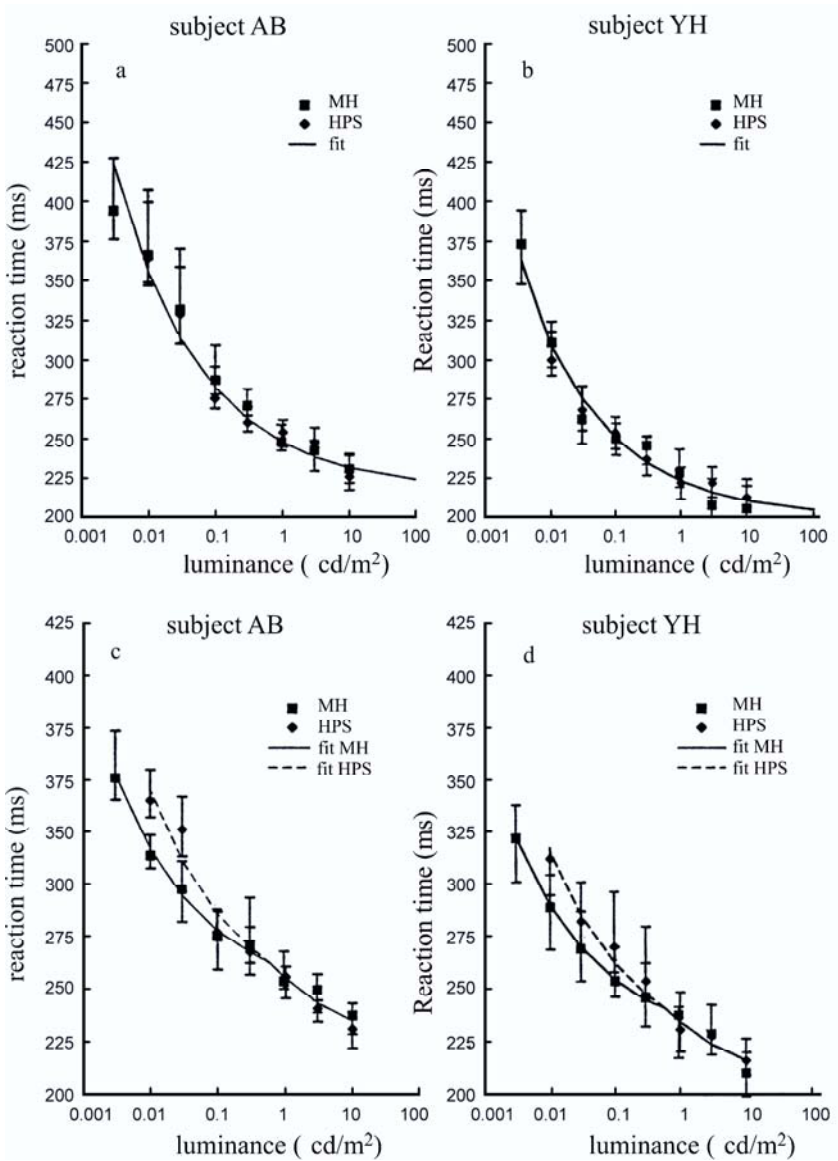 subject AB
a
500
475
450
425
400
375
350
325
300
275
250
225
200
reaction time (ms)
MH
HPS
fit
0.001 0.01 0.1 1 10 100
luminance ( cd/m²)
subject YH
b
500
475
450
425
400
375
350
325
300
275
250
225
200
Reaction time (ms)
MH
HPS
fit
0.001 0.01 0.1 1 10 100
luminance ( cd/m²)
subject AB
c
425
400
375
375
350
300
275
250
225
200
reaction time (ms)
MH
HPS
fit MH
fit HPS
0.001 0.01 0.1 1 10 100
luminance ( cd/m²)
subject YH
d
425
400
375
350
325
300
275
250
225
200
Reaction time (ms)
MH
HPS
fit MH
fit HPS
0.001 0.01 0.1 1 10 100
luminance ( cd/m²)